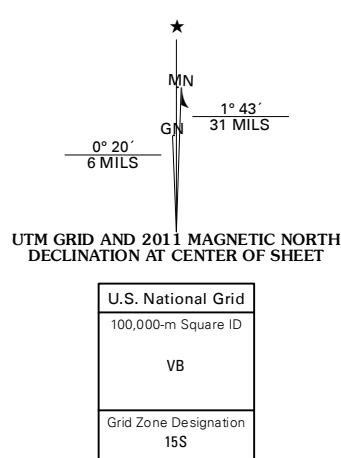 ★
MN
1° 43´
31 MILS
GN
0° 20´
6 MILS
UTM GRID AND 2011 MAGNETIC NORTH
DECLINATION AT CENTER OF SHEET
U.S. National Grid
100,000-m Square ID
VB
Grid Zone Designation
15S